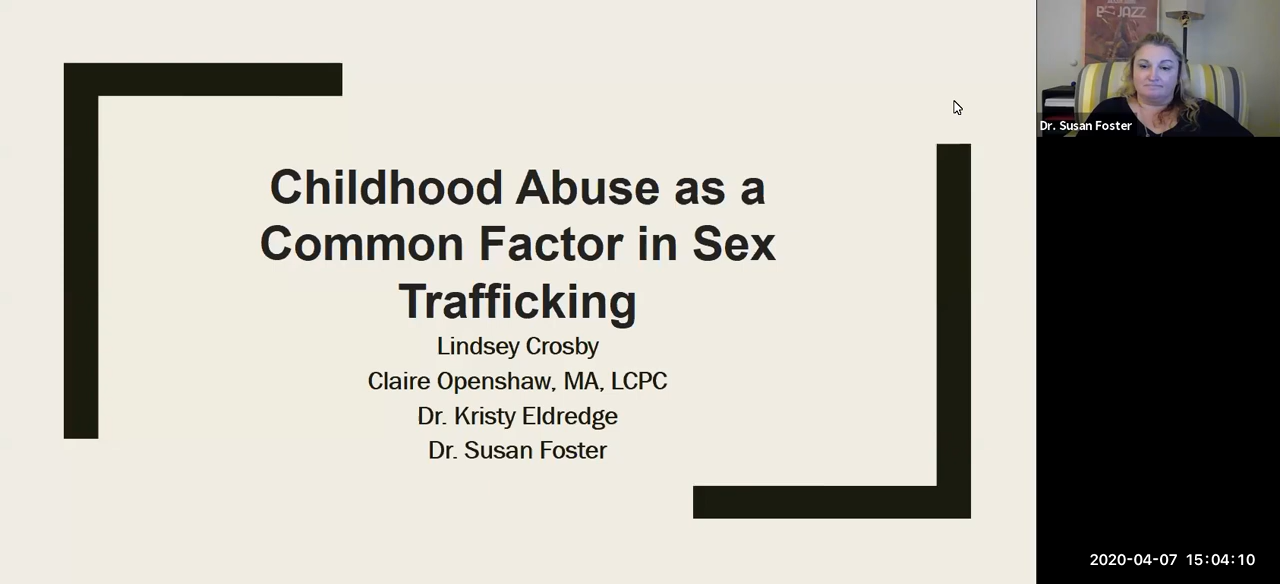 Childhood Abuse as a
Common Factor in Sex
Trafficking
Lindsey Crosby
Claire Openshaw, MA, LCPC
Dr. Kristy Eldredge
Dr. Susan Foster
JAZZ
Dr. Susan Foster
2020-04-07 15:04:10